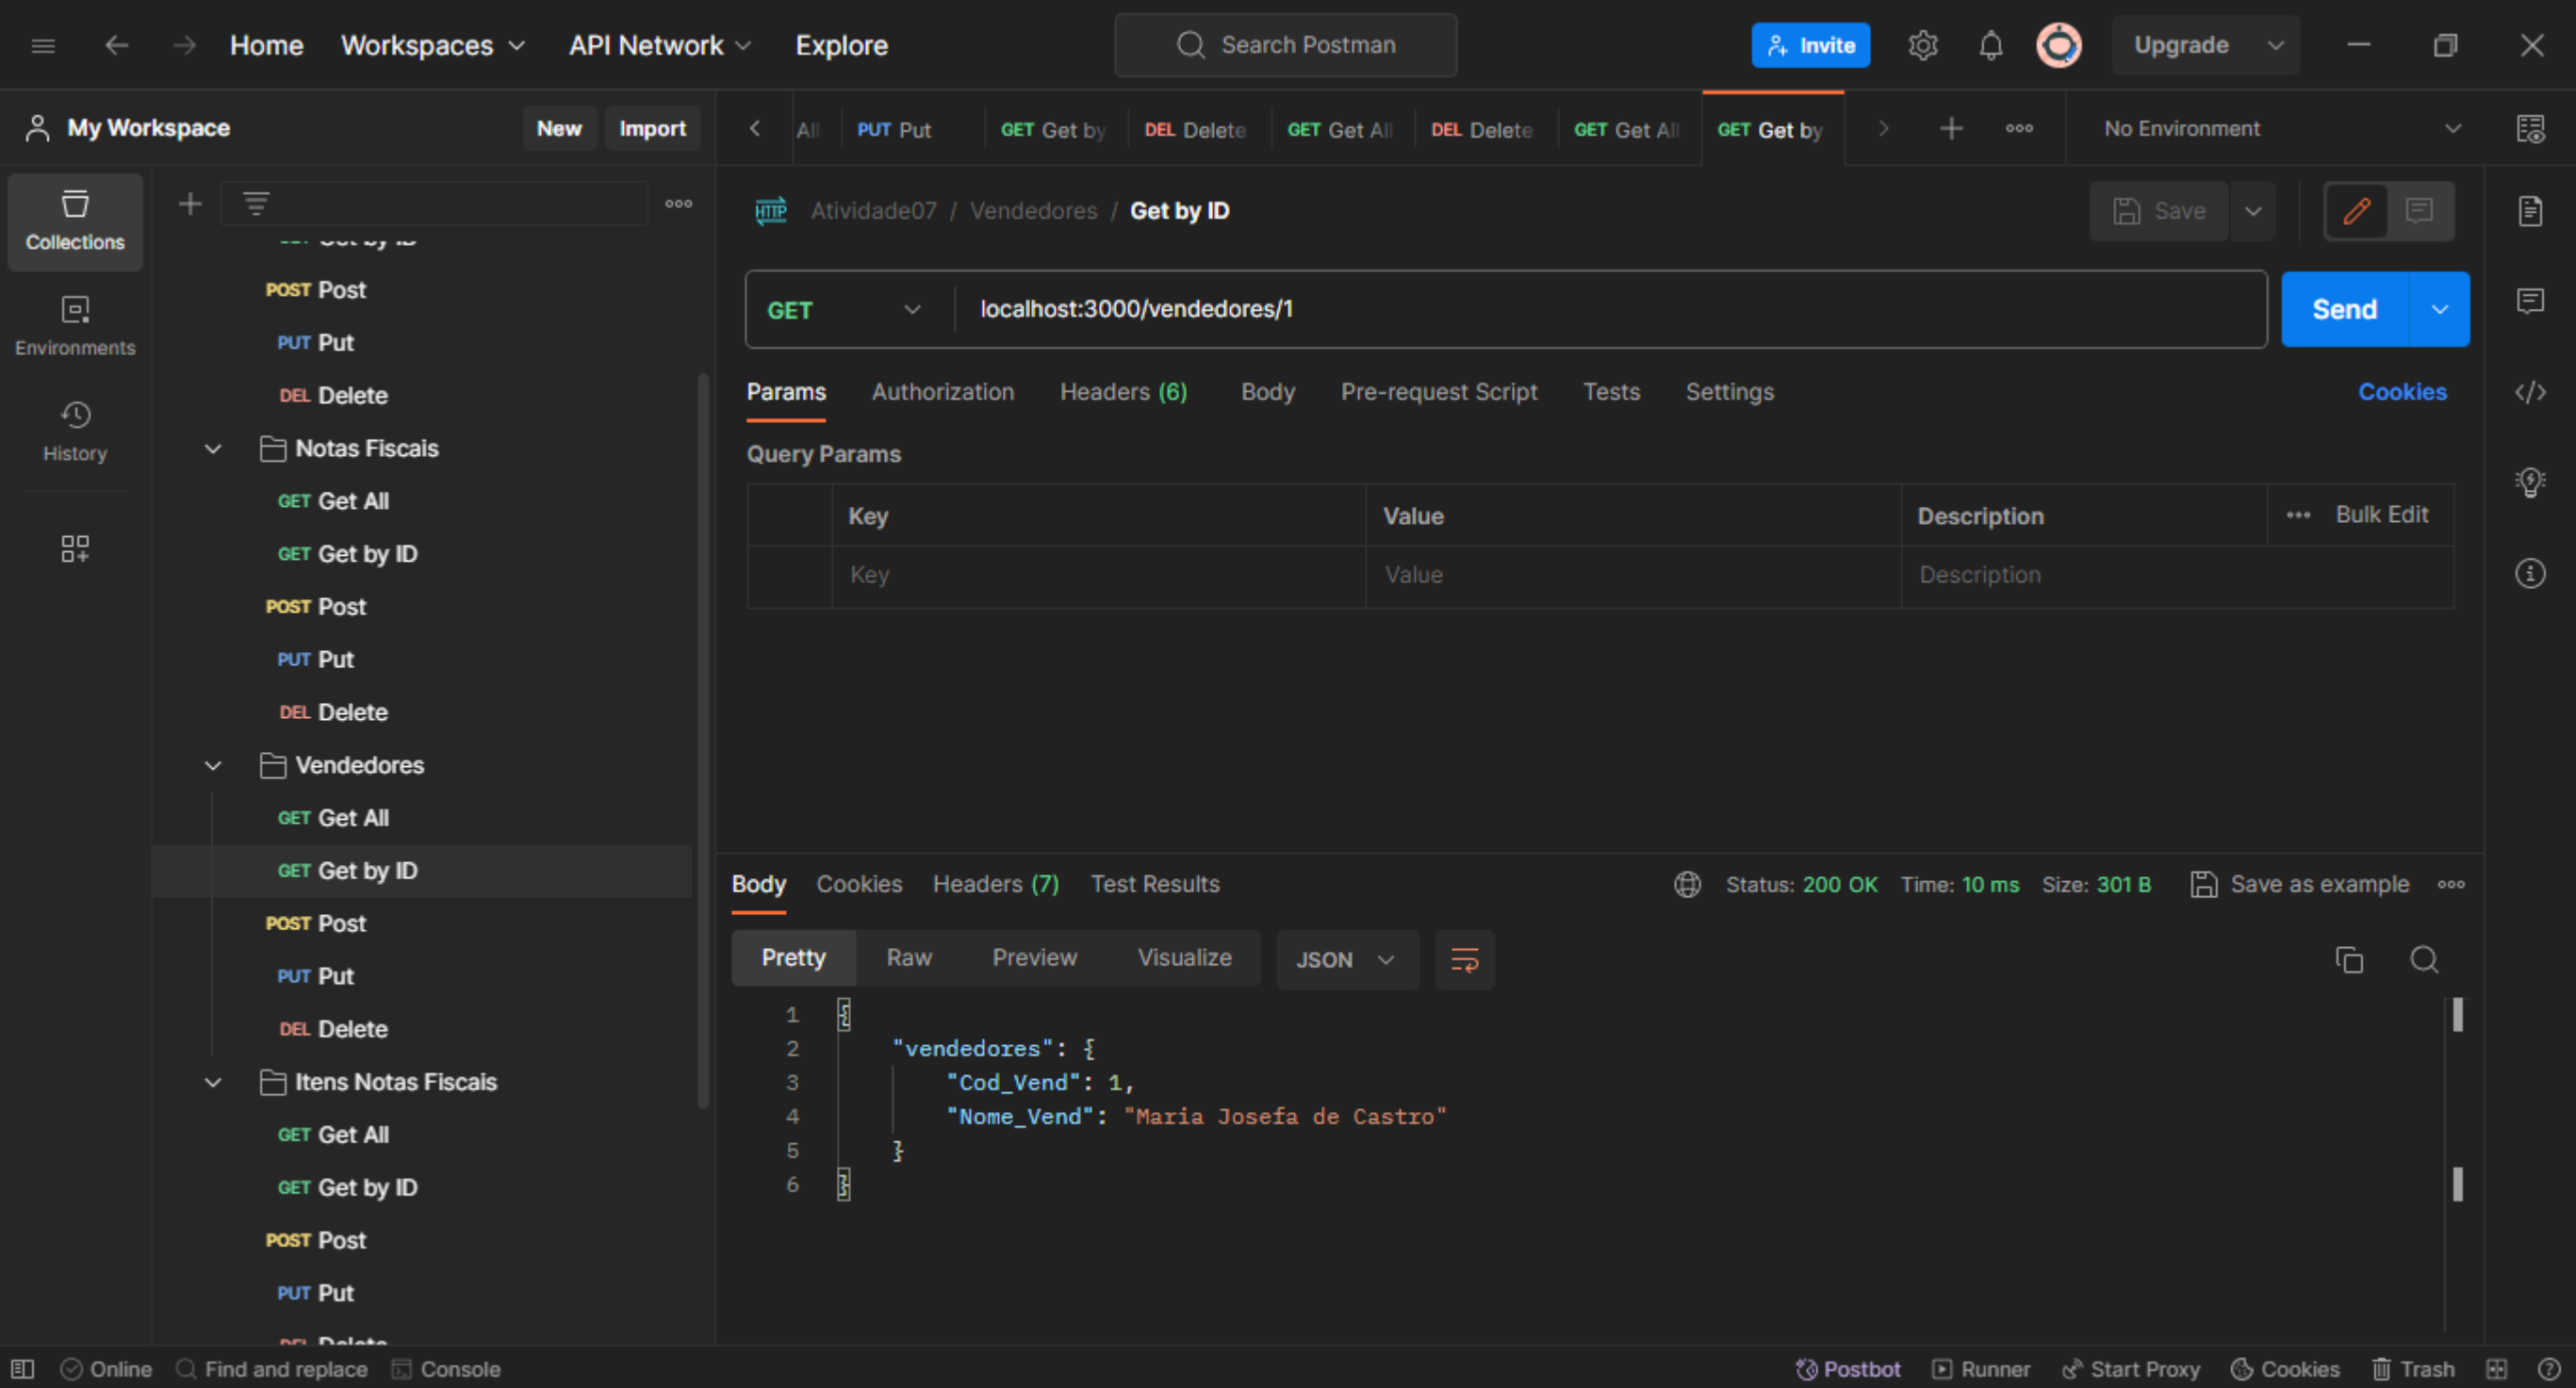 Home Workspaces API Network Explore Search Postman Invite Upgrade
My Workspace New Import
All PUT Put GET Get by DEL Delete GET Get All DEL Delete GET Get All GET Get by No Environment
Collections
Environments
History
Get by ID
POST Post
PUT Put
DEL Delete
Notas Fiscais
GET Get All
GET Get by ID
POST Post
PUT Put
DEL Delete
Vendedores
GET Get All
GET Get by ID
POST Post
PUT Put
DEL Delete
Itens Notas Fiscais
GET Get All
GET Get by ID
POST Post
PUT Put
DEL Delete
HTTP Atividade07 / Vendedores / Get by ID Save
GET localhost:3000/vendedores/1 Send
Params Authorization Headers (6) Body Pre-request Script Tests Settings Cookies
Query Params
Key Value Description Bulk Edit
Key Value Description
Body Cookies Headers (7) Test Results Status: 200 OK Time: 10 ms Size: 301 B Save as example
Pretty Raw Preview Visualize JSON
1 {
2 "vendedores": {
3 "Cod_Vend": 1,
4 "Nome_Vend": "Maria Josefa de Castro"
5 }
6 }
Online Find and replace Console Postbot Runner Start Proxy Cookies Trash